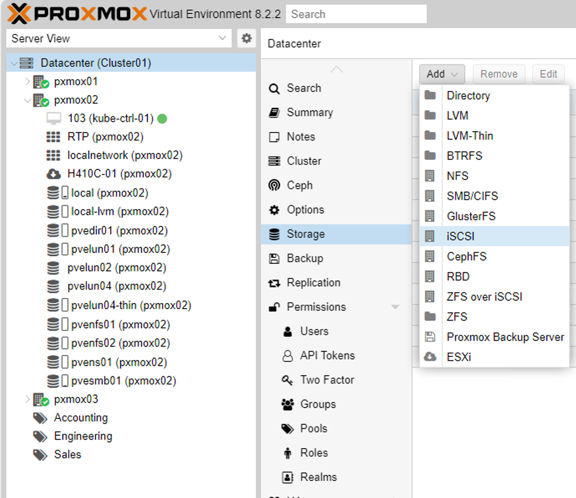 PROXMOX Virtual Environment 8.2.2 Search
Server View
Datacenter (Cluster01)
pxmox01
pxmox02
103 (kube-ctrl-01)
RTP (pxmox02)
localnetwork (pxmox02)
H410C-01 (pxmox02)
local (pxmox02)
local-lvm (pxmox02)
pvedir01 (pxmox02)
pvelun01 (pxmox02)
pvelun02 (pxmox02)
pvelun04 (pxmox02)
pvelun04-thin (pxmox02)
pvenfs01 (pxmox02)
pvenfs02 (pxmox02)
pvens01 (pxmox02)
pvesmb01 (pxmox02)
pxmox03
Accounting
Engineering
Sales
Datacenter
Search
Summary
Notes
Cluster
Ceph
Options
Storage
Backup
Replication
Permissions
Users
API Tokens
Two Factor
Groups
Pools
Roles
Realms
Add Remove Edit
Directory
LVM
LVM-Thin
BTRFS
NFS
SMB/CIFS
GlusterFS
iSCSI
CephFS
RBD
ZFS over iSCSI
ZFS
Proxmox Backup Server
ESXi